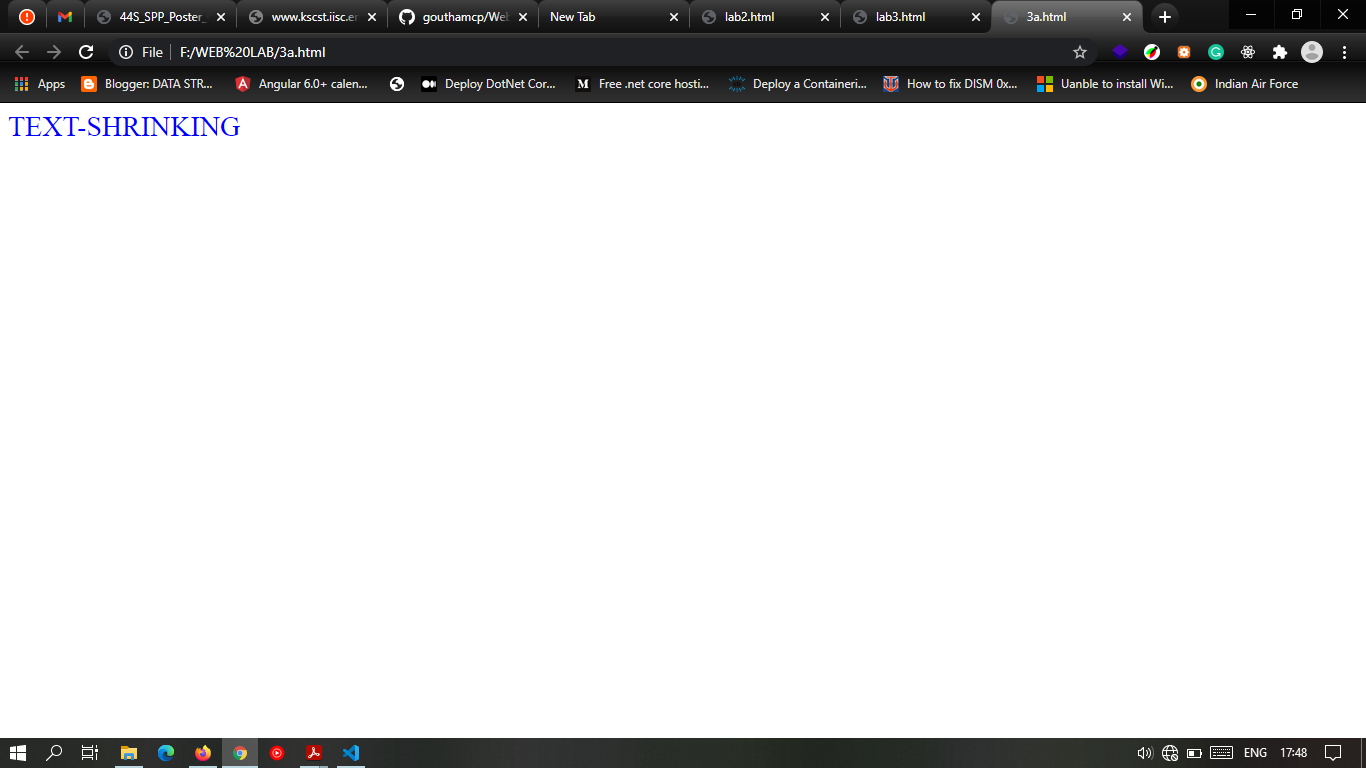 44S_SPP_Poster_
www.kscst.iisc.er
gouthamcp/Web
New Tab
lab2.html
lab3.html
3a.html
File
F:/WEB%20LAB/3a.html
Apps
Blogger: DATA STR...
Angular 6.0+ calen...
Deploy DotNet Cor...
Free .net core hosti...
Deploy a Containeri...
How to fix DISM 0x...
Uanble to install Wi...
Indian Air Force
TEXT-SHRINKING
ENG
17:48